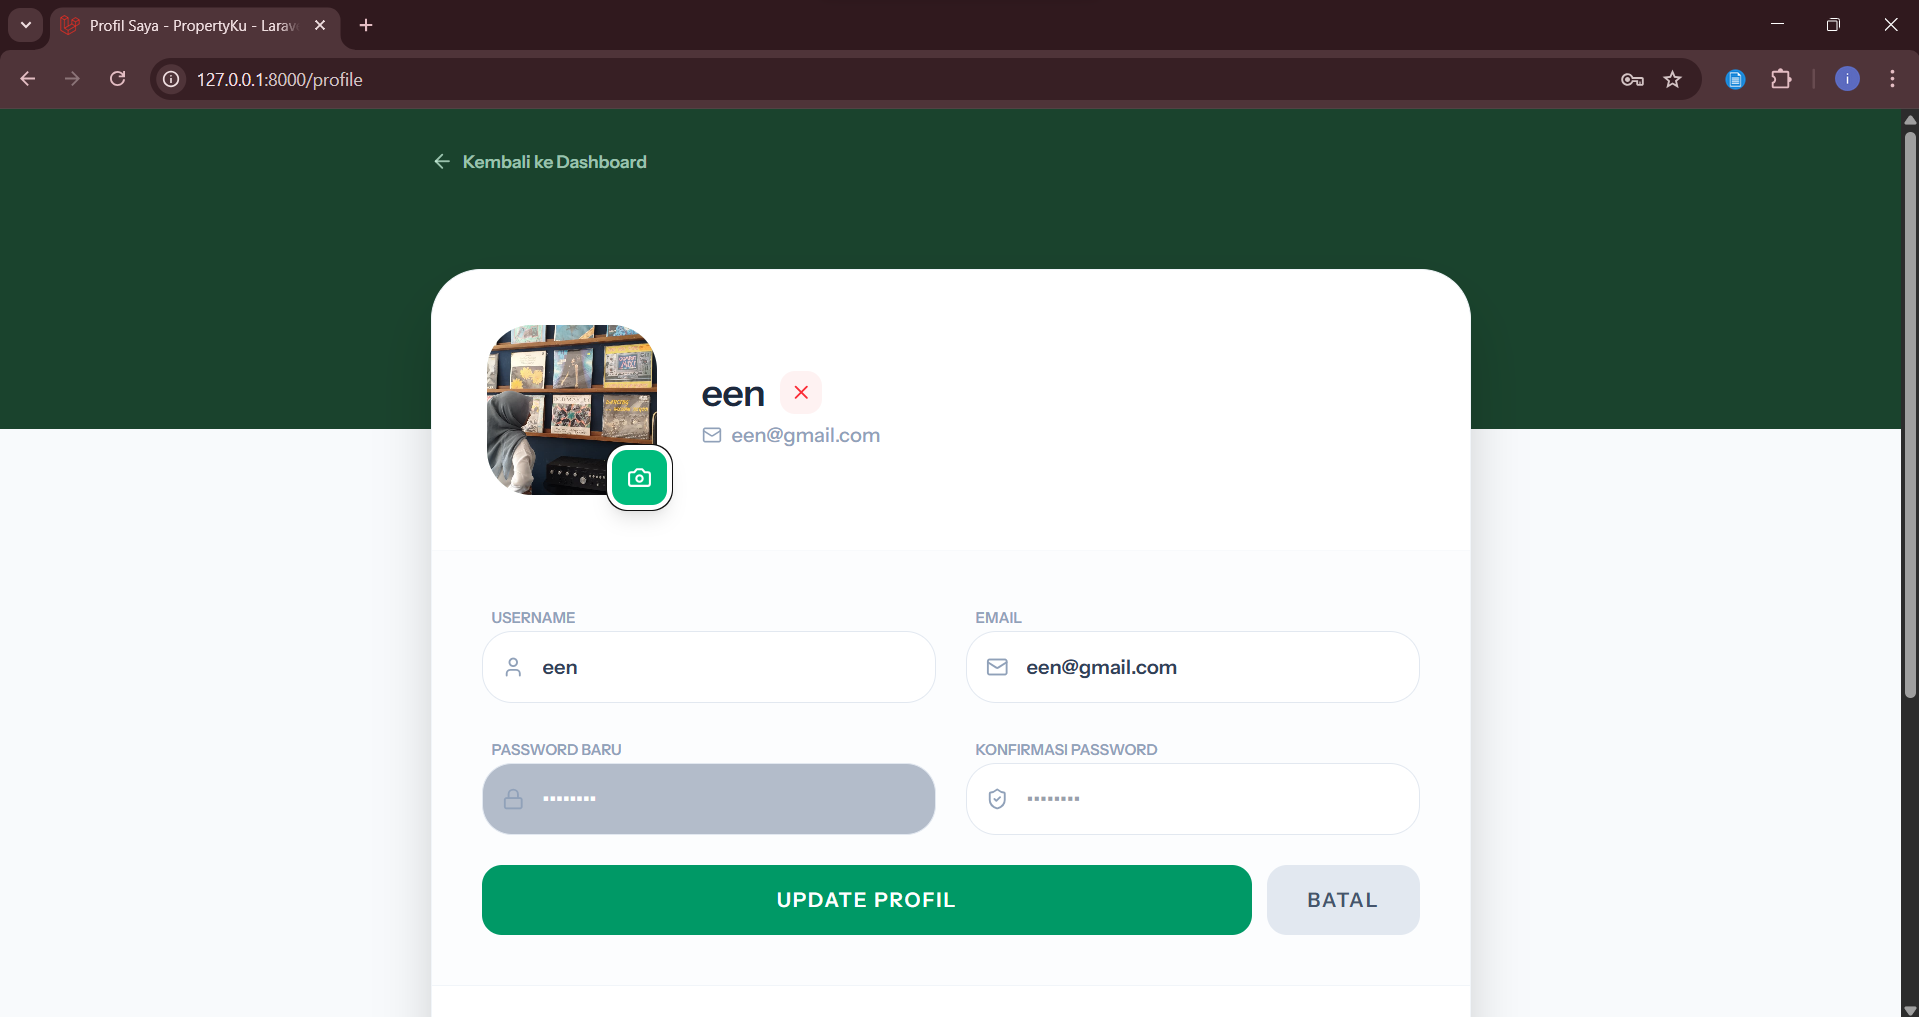 Profil Saya - PropertyKu - Larav
127.0.0.1:8000/profile
i
Kembali ke Dashboard
een
een@gmail.com
USERNAME
EMAIL
een
een@gmail.com
PASSWORD BARU
KONFIRMASI PASSWORD
••••••••
••••••••
UPDATE PROFIL
BATAL